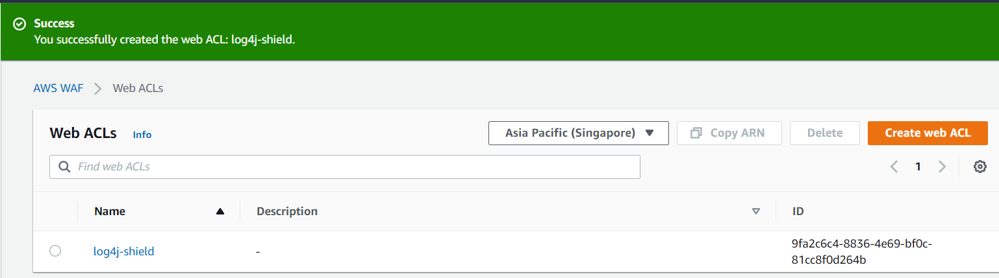 Success
You successfully created the web ACL: log4j-shield.
AWS WAF Web ACLs
Web ACLs Info Asia Pacific (Singapore) Copy ARN Delete Create web ACL
Find web ACLs 1
Name Description ID
log4j-shield - 9fa2c6c4-8836-4e69-bf0c-
81cc8f0d264b